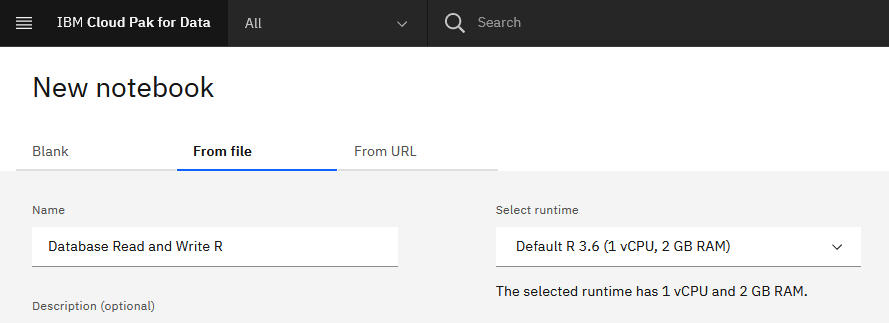 IBM Cloud Pak for Data
All
Search
New notebook
Blank
From file
From URL
Name
Select runtime
Database Read and Write R
Default R 3.6 (1 vCPU, 2 GB RAM)
The selected runtime has 1 vCPU and 2 GB RAM.
Description (optional)